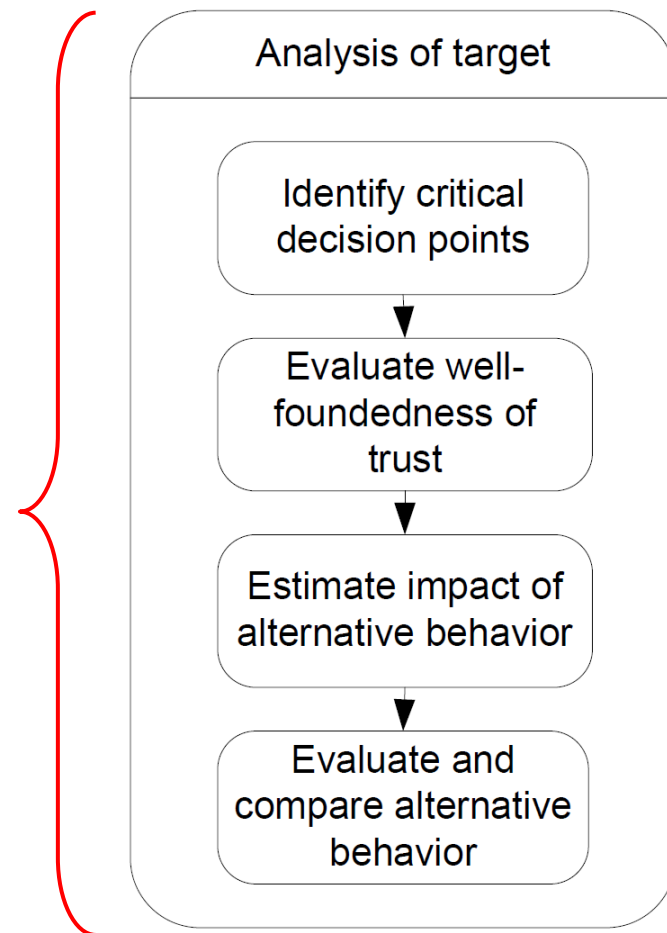 Analysis of target
Identify critical
decision points
Evaluate well-
foundedness of
trust
Estimate impact of
alternative behavior
Evaluate and
compare alternative
behavior